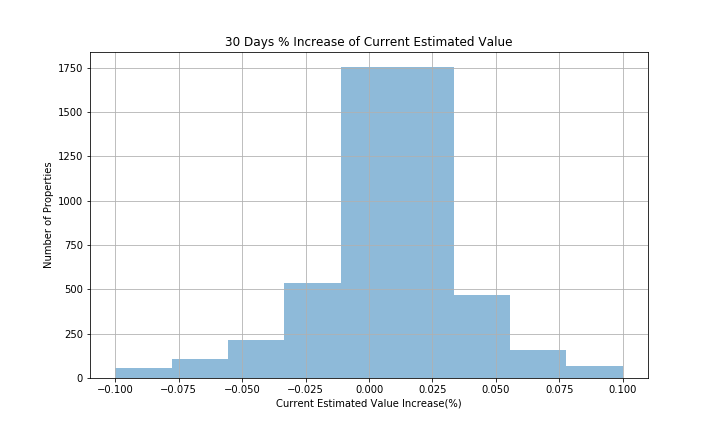 30 Days % Increase of Current Estimated Value
1750
1500
1250
1000
750
500
250
0
Number of Properties
−0.100 −0.075 −0.050 −0.025 0.000 0.025 0.050 0.075 0.100
Current Estimated Value Increase(%)